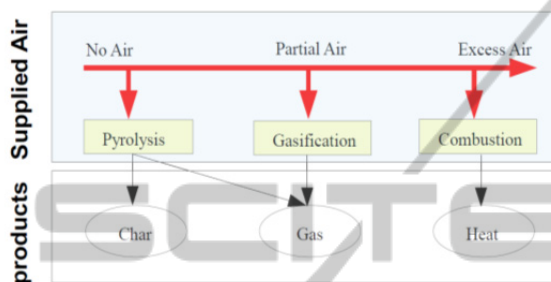 Supplied Air
No Air Partial Air Excess Air
Pyrolysis Gasification Combustion
products
Char Gas Heat
SCITE